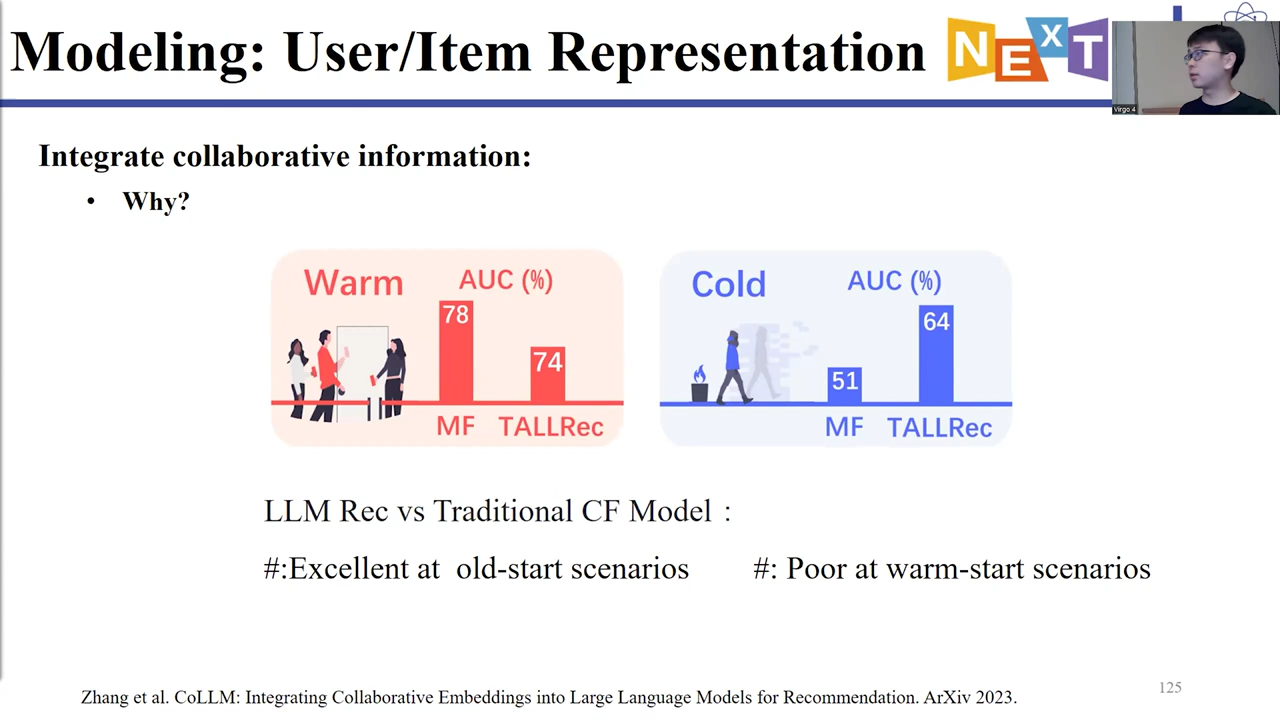 Modeling: User/Item Representation
NExT
Virgo 4
Integrate collaborative information:
• Why?
Warm AUC (%)
78
74
MF TALLRec
Cold AUC (%)
64
51
MF TALLRec
LLM Rec vs Traditional CF Model :
#:Excellent at old-start scenarios #: Poor at warm-start scenarios
Zhang et al. CoLLM: Integrating Collaborative Embeddings into Large Language Models for Recommendation. ArXiv 2023.
125